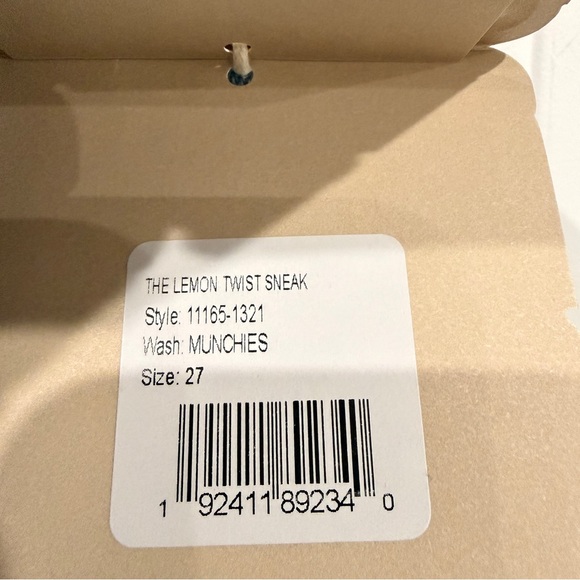 THE LEMON TWIST SNEAK
Style: 11165-1321
Wash: MUNCHIES
Size: 27
1 92411 89234 0